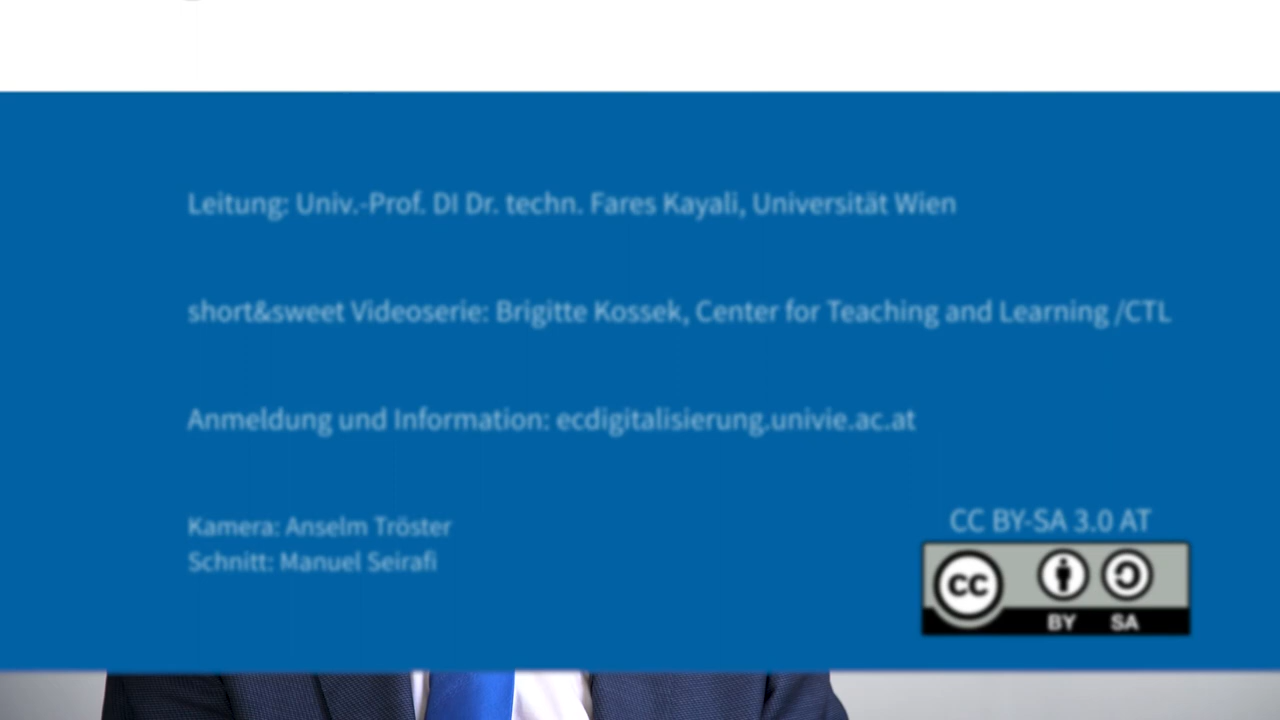 Leitung: Univ.-Prof. DI Dr. techn. Fares Kayali, Universität Wien
short&sweet Videoserie: Brigitte Kossek, Center for Teaching and Learning /CTL
Anmeldung und Information: ecdigitalisierung.univie.ac.at
Kamera: Anselm Tröster
Schnitt: Manuel Seirafi
CC BY-SA 3.0 AT
cc
BY SA